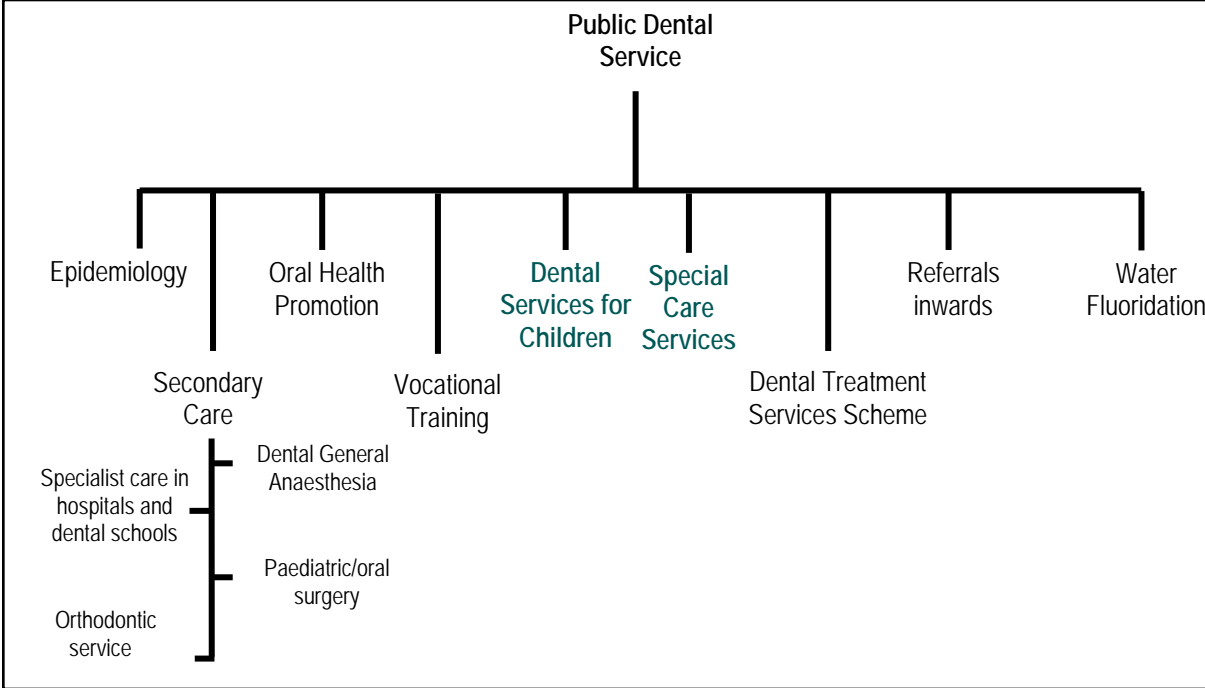 Public Dental
Service
Epidemiology
Oral Health
Promotion
Dental
Services for
Children
Special
Care
Services
Referrals
inwards
Water
Fluoridation
Secondary
Care
Vocational
Training
Dental Treatment
Services Scheme
Dental General
Anaesthesia
Specialist care in
hospitals and
dental schools
Paediatric/oral
surgery
Orthodontic
service